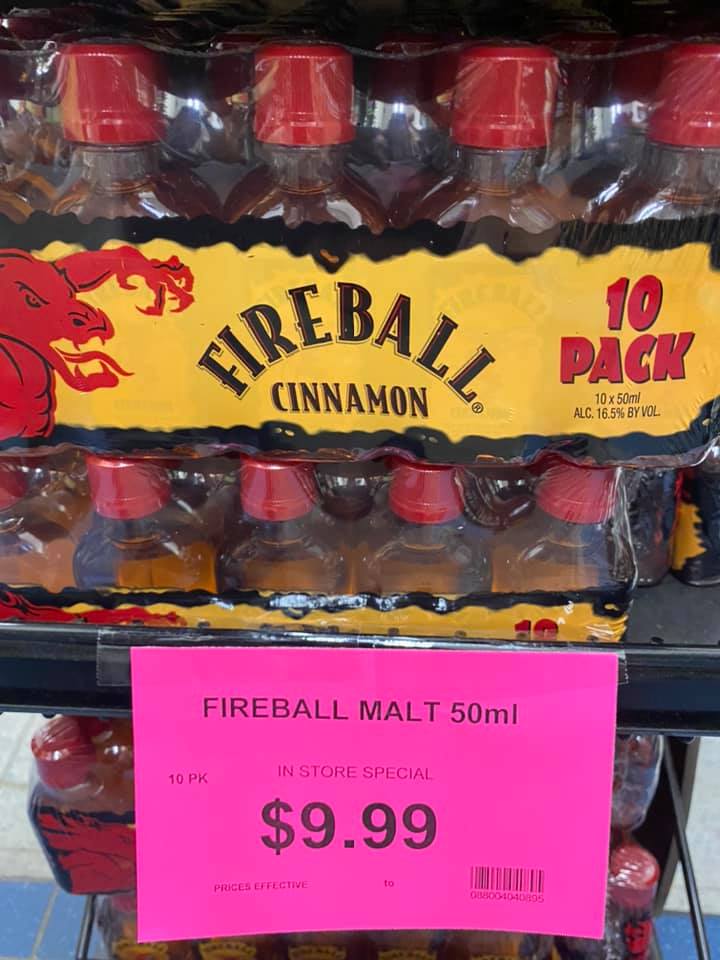 FIREBALL
CINNAMON
10
PACK
10 x 50ml
ALC. 16.5% BY VOL.
10
FIREBALL MALT 50ml
10 PK
IN STORE SPECIAL
$9.99
PRICES EFFECTIVE to
088004040895